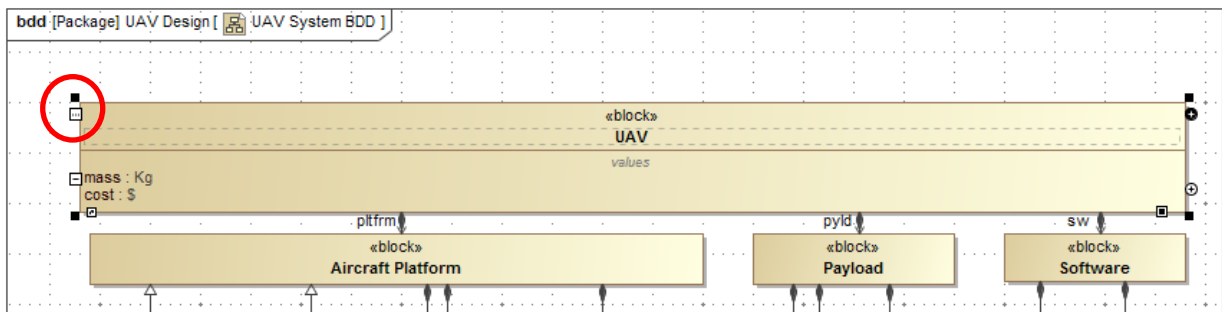 bdd [Package] UAV Design [ UAV System BDD ]
«block»
UAV
values
mass : Kg
cost : $
pltfrm pyld sw
«block» «block» «block»
Aircraft Platform Payload Software